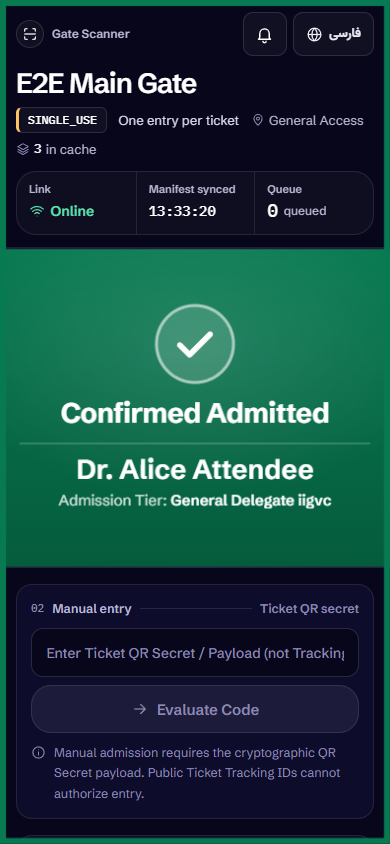 Gate Scanner
فارسی
E2E Main Gate
SINGLE_USE One entry per ticket General Access
3 in cache
Link Manifest synced Queue
Online 13:33:20 0 queued
Confirmed Admitted
Dr. Alice Attendee
Admission Tier: General Delegate iigvc
02 Manual entry Ticket QR secret
Enter Ticket QR Secret / Payload (not Tracking
Evaluate Code
Manual admission requires the cryptographic QR
Secret payload. Public Ticket Tracking IDs cannot
authorize entry.